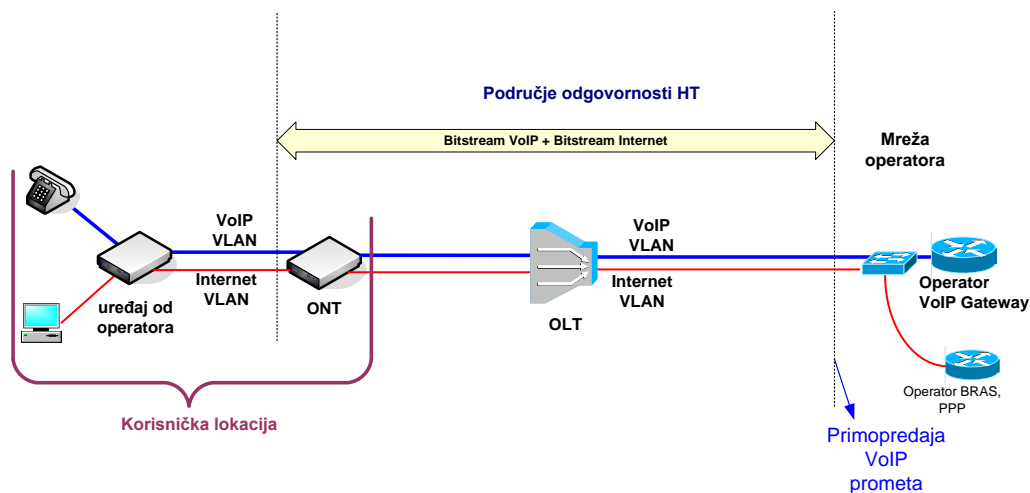 Područje odgovornosti HT
Bitstream VoIP + Bitstream Internet
Mreža
operatora
VoIP
VLAN
Internet
VLAN
uređaj od
operatora
ONT
OLT
VoIP
VLAN
Internet
VLAN
Operator
VoIP Gateway
Operator BRAS,
PPP
Korisnička lokacija
Primopredaja
VoIP
prometa